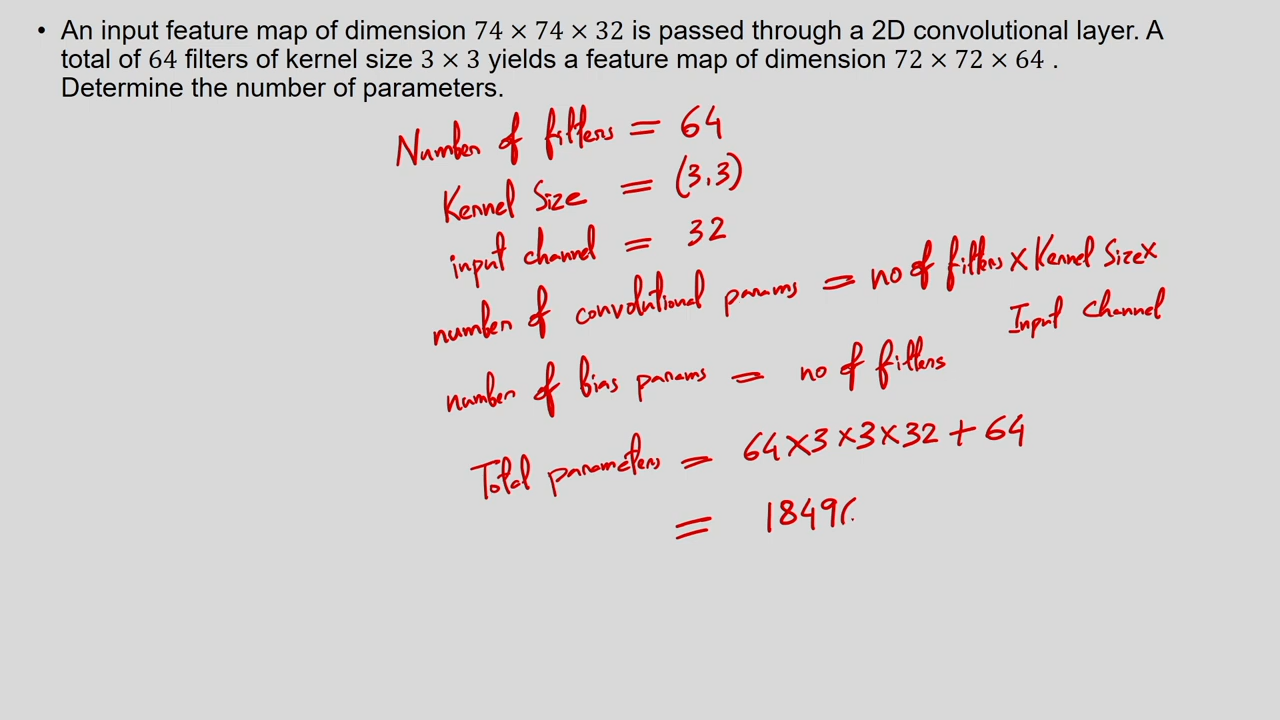 • An input feature map of dimension 74 × 74 × 32 is passed through a 2D convolutional layer. A
total of 64 filters of kernel size 3 × 3 yields a feature map of dimension 72 × 72 × 64 .
Determine the number of parameters.
Number of filters = 64
Kernel Size = (3,3)
input channel = 32
number of convolutional params = no of filters × Kernel Size×
Input Channel
number of bias params = no of filters
Total parameters = 64×3×3×32 + 64
= 1849